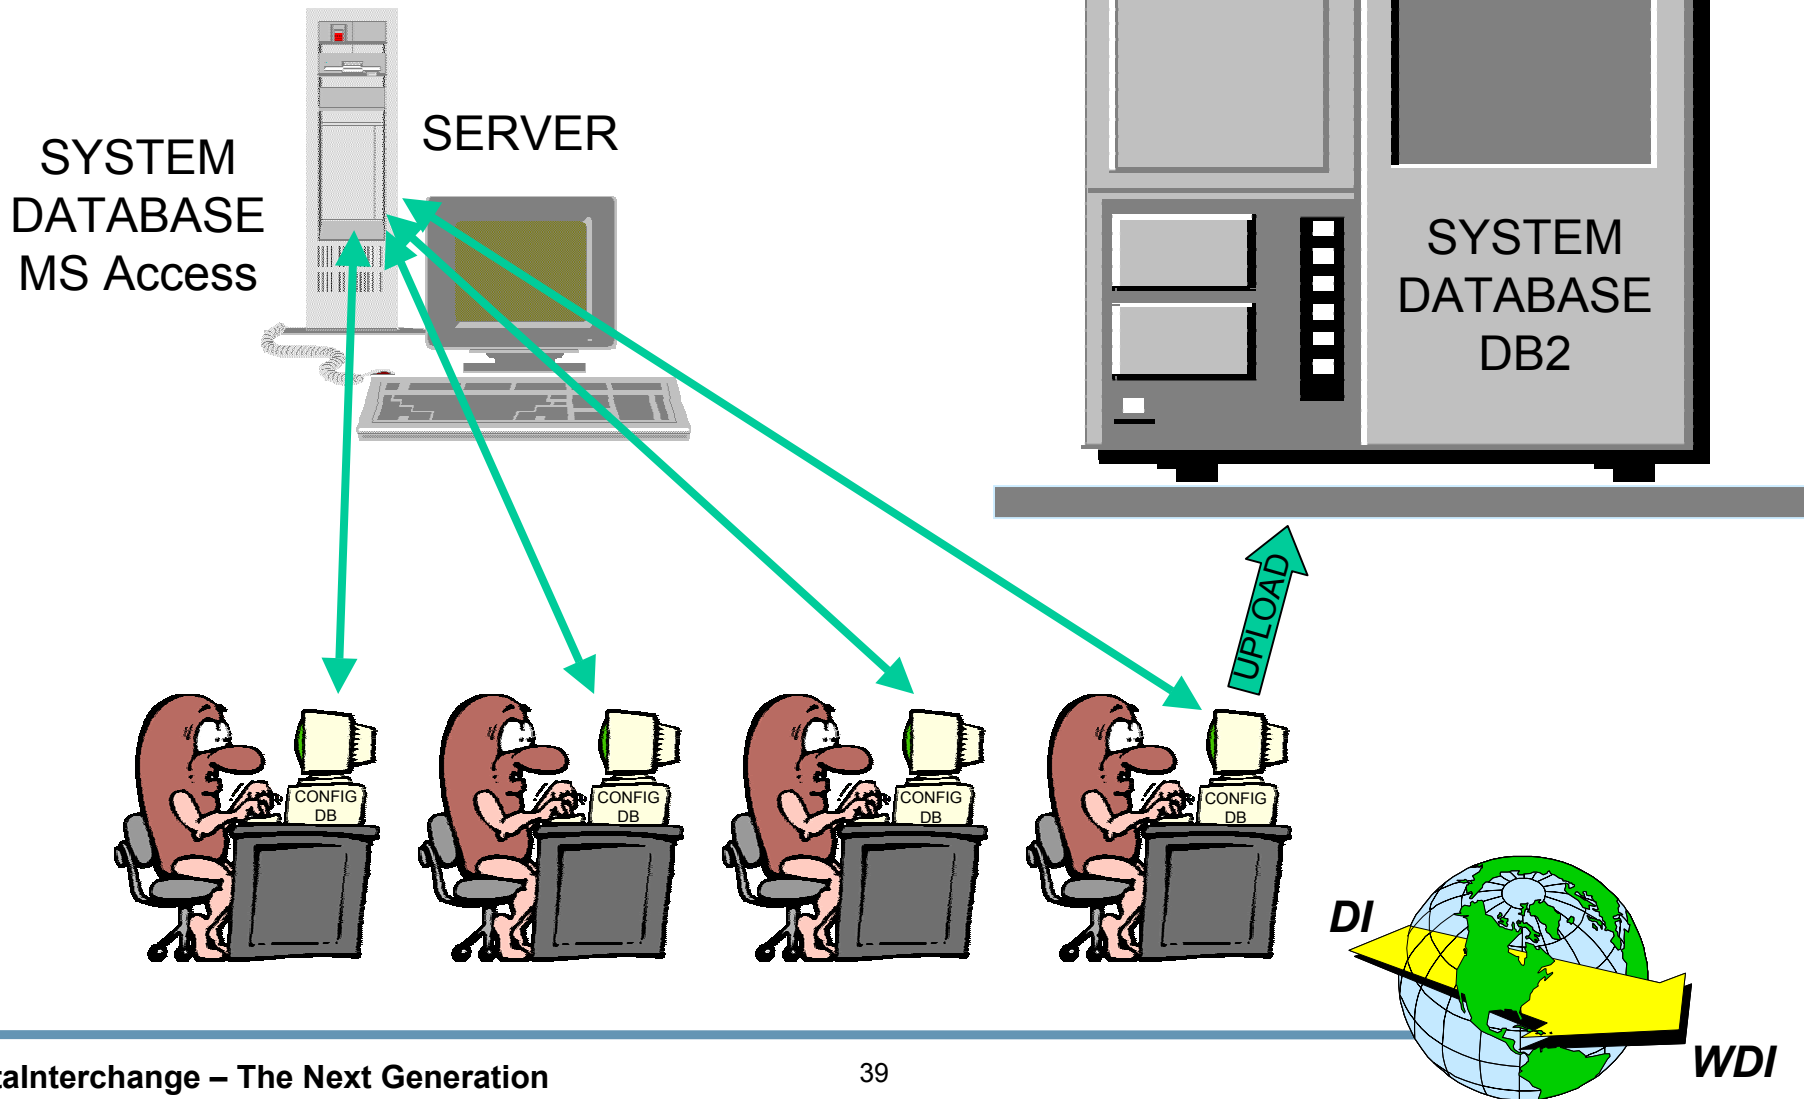 SERVER
SYSTEM
DATABASE
MS Access
SYSTEM
DATABASE
DB2
UPLOAD
CONFIG
DB
CONFIG
DB
CONFIG
DB
CONFIG
DB
DI
WDI
taInterchange – The Next Generation
39